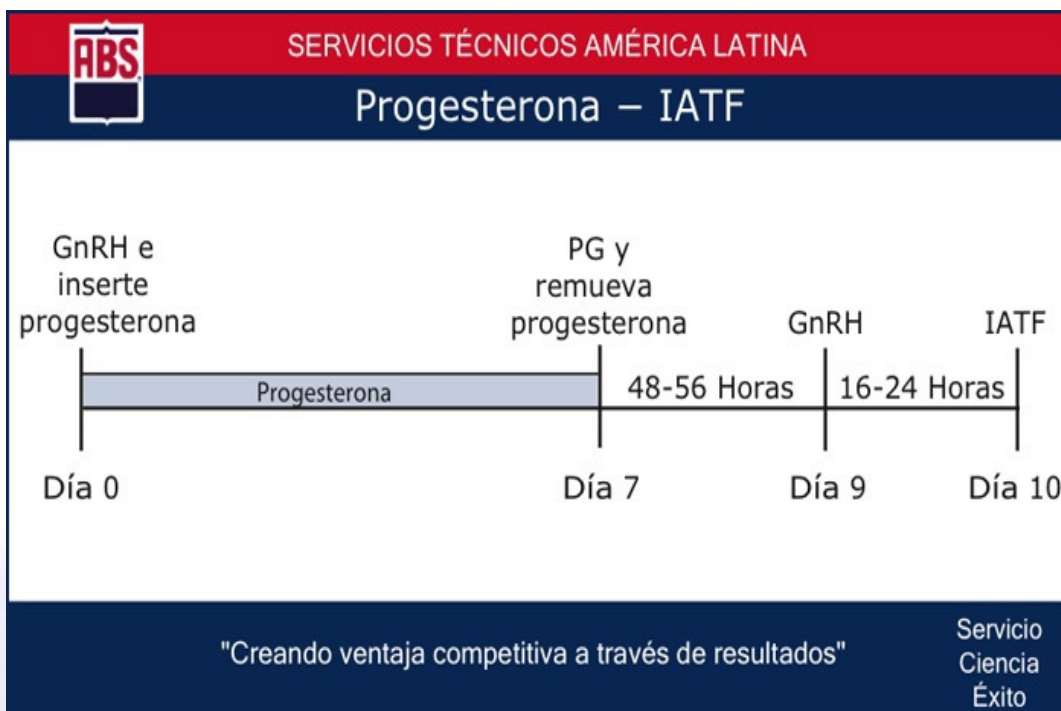 ABS
SERVICIOS TÉCNICOS AMÉRICA LATINA
Progesterona – IATF
GnRH e
inserte
progesterona
PG y
remueva
progesterona
GnRH
IATF
Progesterona
48-56 Horas
16-24 Horas
Día 0
Día 7
Día 9
Día 10
"Creando ventaja competitiva a través de resultados"
Servicio
Ciencia
Éxito